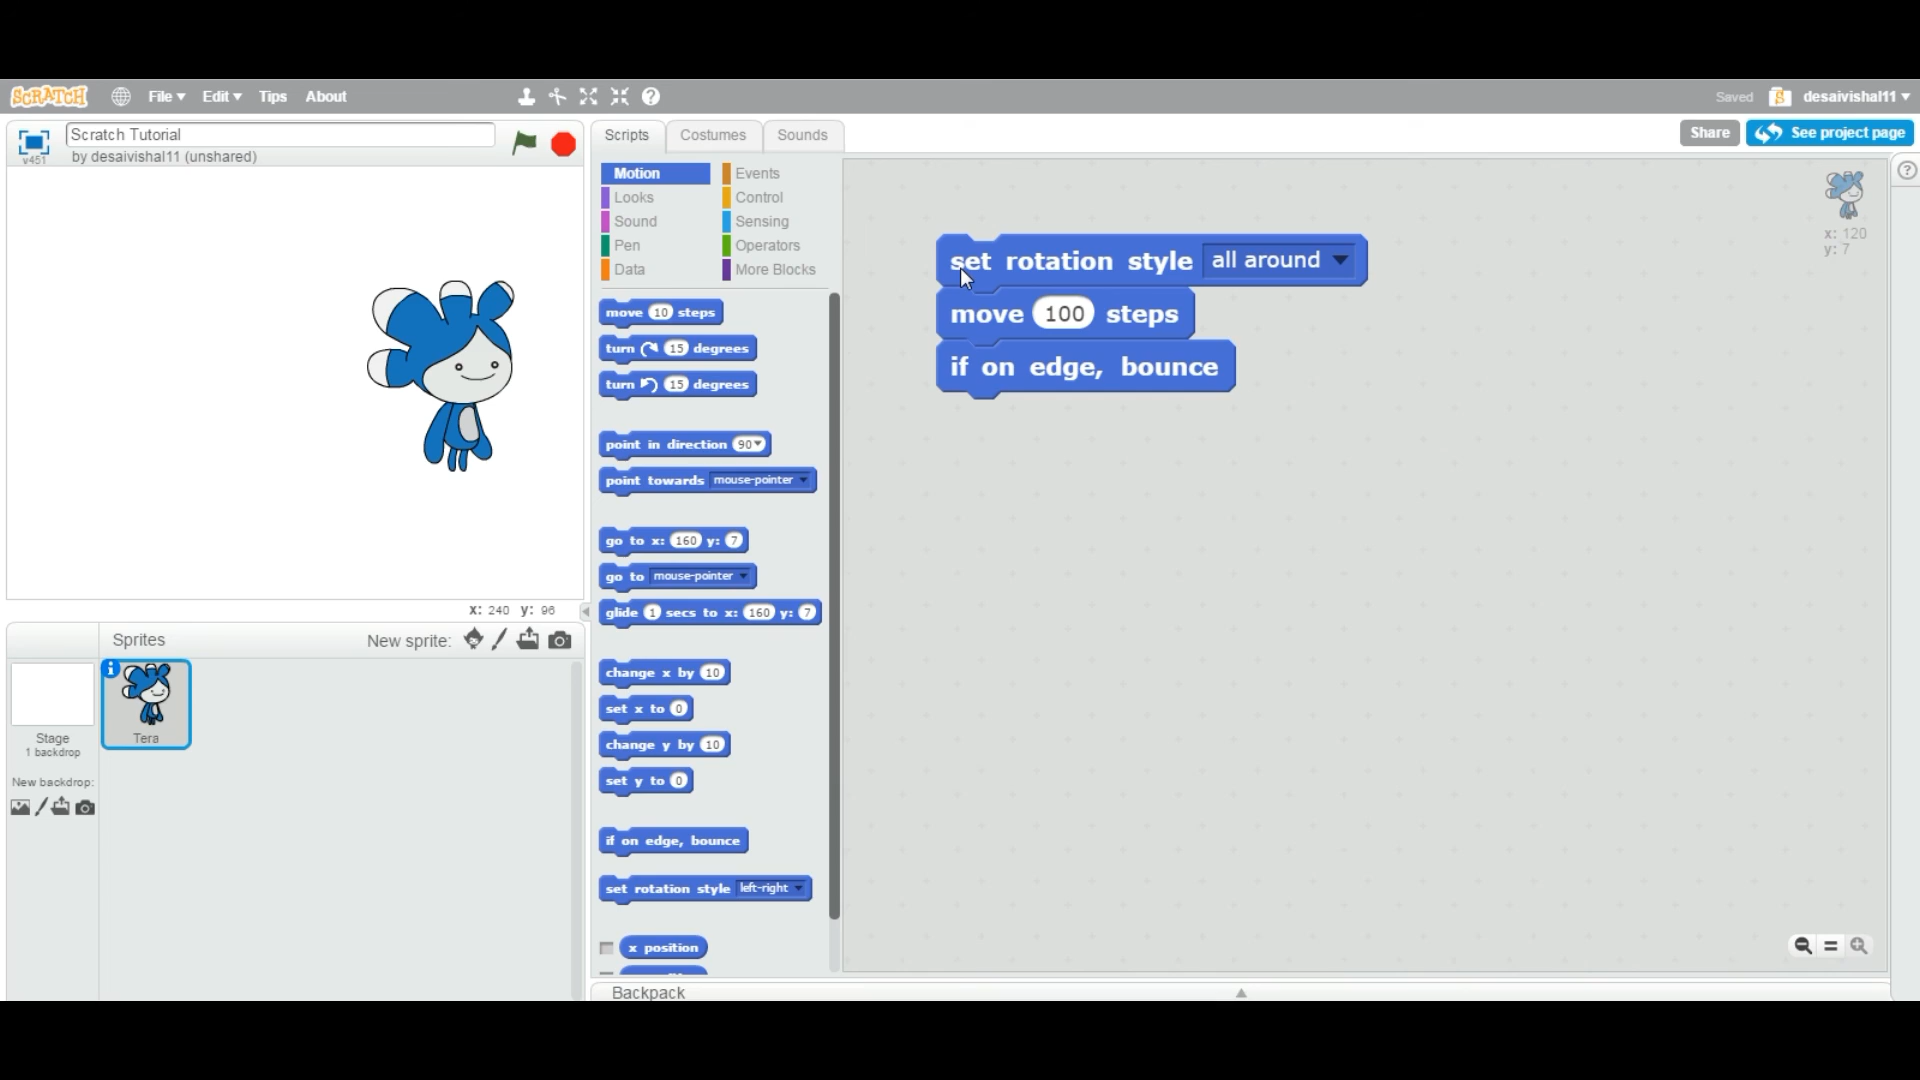 SCRATCH File Edit Tips About Saved desaivishal11
v451 Scratch Tutorial
by desaivishal11 (unshared)
Scripts Costumes Sounds
Share See project page
Motion Events
Looks Control
Sound Sensing
Pen Operators
Data More Blocks
move 10 steps
turn 15 degrees
turn 15 degrees
point in direction 90
point towards mouse-pointer
go to x: 160 y: 7
go to mouse-pointer
glide 1 secs to x: 160 y: 7
change x by 10
set x to 0
change y by 10
set y to 0
if on edge, bounce
set rotation style left-right
x position
set rotation style all around
move 100 steps
if on edge, bounce
x: 120
y: 7
x: 240 y: 96
Sprites New sprite:
Stage
1 backdrop
New backdrop:
Tera
Backpack